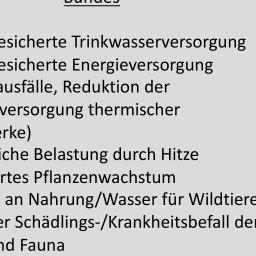 Bundes
esicherte Trinkwasserversorgung
esicherte Energieversorgung
ausfälle, Reduktion der
versorgung thermischer
erke)
iche Belastung durch Hitze
rtes Pflanzenwachstum
an Nahrung/Wasser für Wildtiere
er Schädlings-/Krankheitsbefall der
nd Fauna